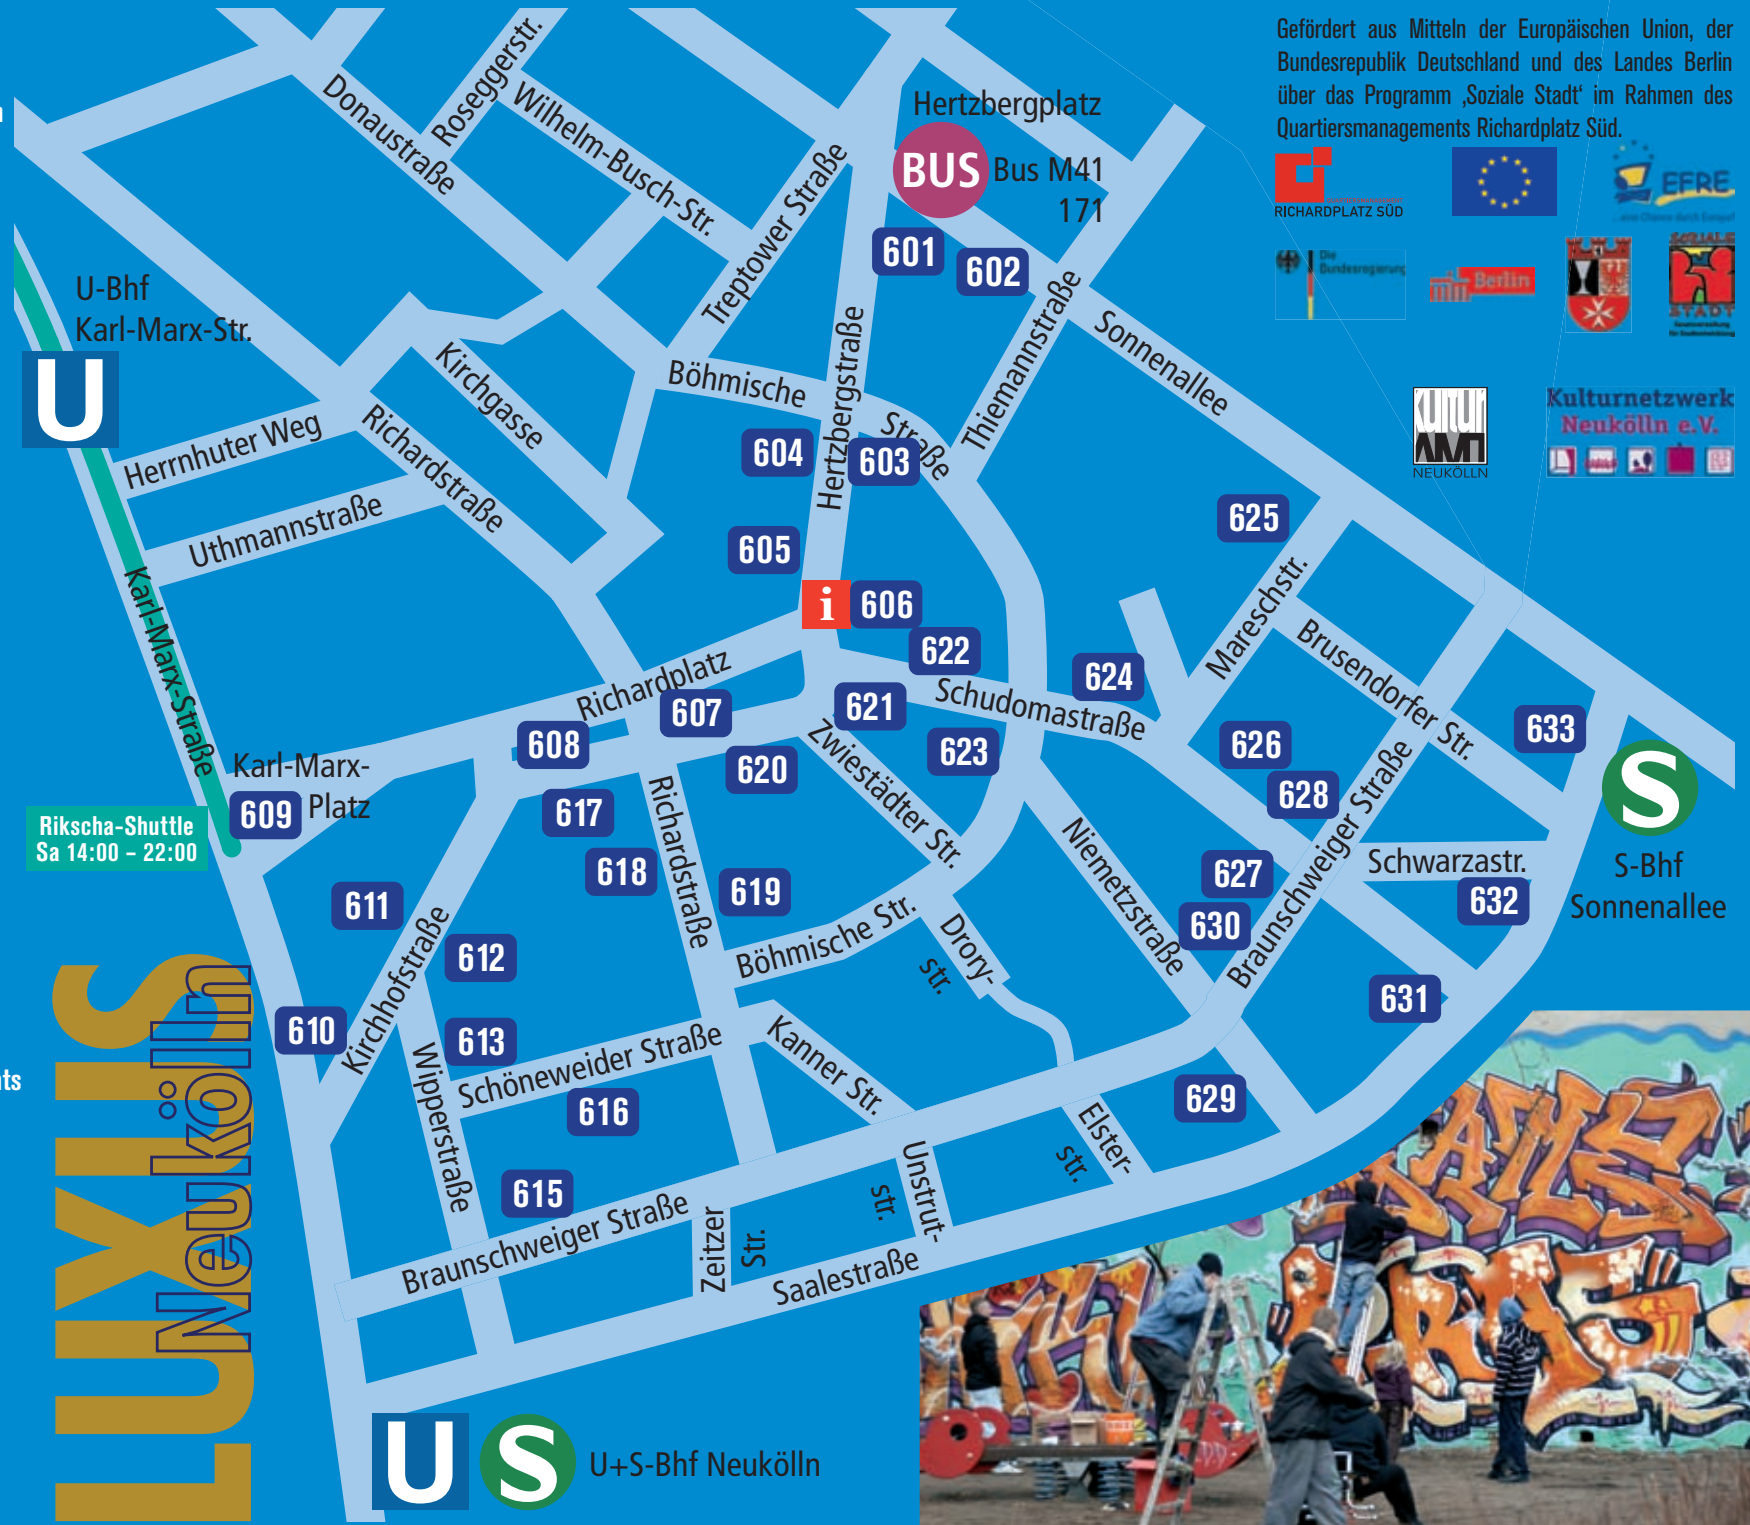 Gefördert aus Mitteln der Europäischen Union, der
Bundesrepublik Deutschland und des Landes Berlin
über das Programm ‚Soziale Stadt‘ im Rahmen des
Quartiersmanagements Richardplatz Süd.
RICHARDPLATZ SÜD
EFRE
Die
Bundesregierung
Berlin
SOZIALE
STADT
KULTUR
AMT
NEUKÖLLN
Kulturnetzwerk
Neukölln e.V.
Hertzbergplatz
BUS
Bus M41
171
Roseggerstr.
Donaustraße
Wilhelm-Busch-Str.
Treptower Straße
601
602
U-Bhf
Karl-Marx-Str.
U
Hertzbergstraße
Thiemannstraße
Sonnenallee
Kirchgasse
Böhmische
Straße
Herrnhuter Weg
Richardstraße
604
603
Uthmannstraße
605
625
i
606
Karl-Marx-Straße
622
Mareschstr.
Brusendorfer Str.
Richardplatz
607
621
Schudomastraße
624
608
620
Zwiestädter Str.
623
626
633
Karl-Marx-
Platz
609
Rikscha-Shuttle
Sa 14:00 – 22:00
617
Richardstraße
628
S
S-Bhf
Sonnenallee
618
619
Niemetzstraße
627
Braunschweiger Straße
Schwarzastr.
632
611
Kirchhofstraße
612
Böhmische Str.
Drory-
str.
630
631
610
613
Wipperstraße
Schöneweider Straße
Kanner Str.
616
629
Elster-
str.
615
Braunschweiger Straße
Zeitzer
Str.
Unstrut-
str.
Saalestraße
U
S
U+S-Bhf Neukölln
LUXUS
Neukölln